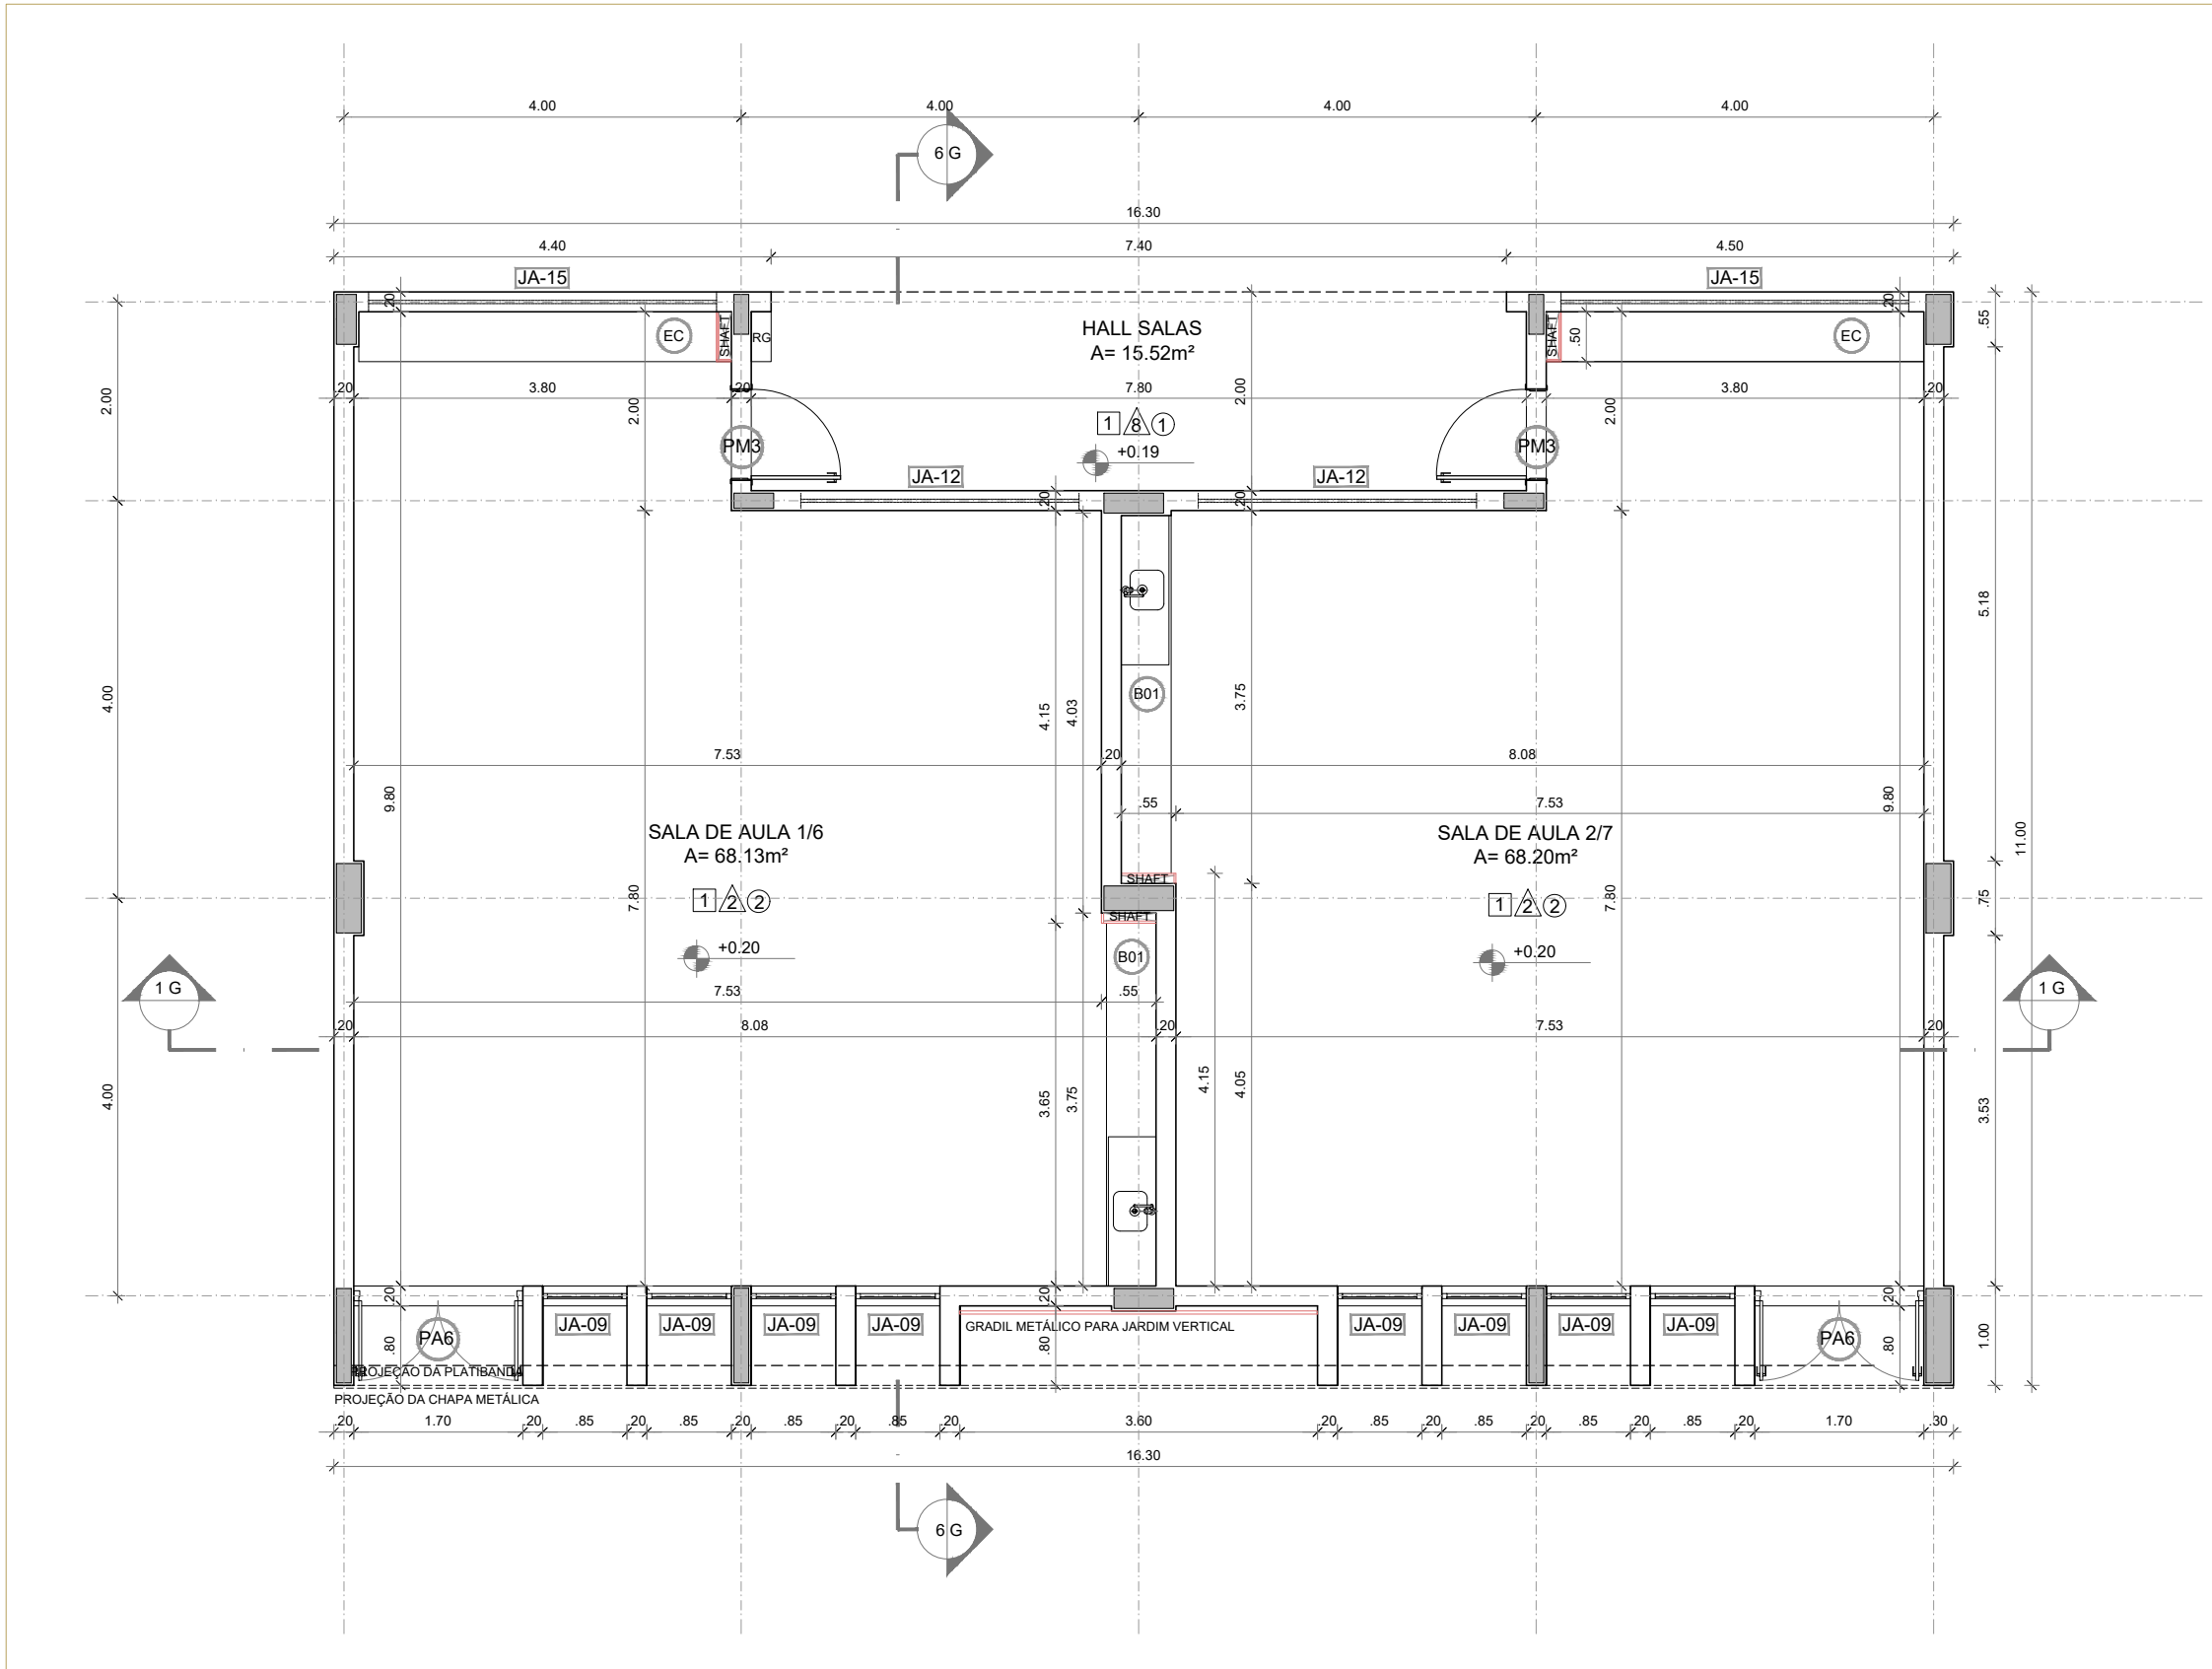 4.00 4.00 4.00 4.00
6 G
16.30
4.40 7.40 4.50
JA-15 JA-15
.20 .20
HALL SALAS
A= 15.52m²
EC SHAFT RG SHAFT .50 EC .55
.20 3.80 .20 7.80 3.80 .20
2.00 2.00 2.00 2.00
1 8 1
PM3 PM3
+0.19
JA-12 JA-12
.20 .20
5.18
B01
4.00 4.15 4.03 3.75
7.53 .20 8.08
9.80 .55 7.53 9.80
SALA DE AULA 1/6 SALA DE AULA 2/7
A= 68.13m² A= 68.20m²
11.00
SHAFT
7.80 7.80 .75
1 2 2 1 2 2
SHAFT
+0.20 +0.20
B01
1 G 1 G
7.53 .55
.20 8.08 .20 7.53 .20
4.00 3.65 3.75 4.15 4.05 3.53
.20 .20 .20
JA-09 JA-09 JA-09 JA-09 JA-09 JA-09 JA-09 JA-09
GRADIL METÁLICO PARA JARDIM VERTICAL
PA6 PA6
.80 .80 .80 1.00
PROJEÇÃO DA PLATIBANDA
PROJEÇÃO DA CHAPA METÁLICA
.20 1.70 .20 .85 .20 .85 .20 .85 .20 .85 .20 3.60 .20 .85 .20 .85 .20 .85 .20 .85 .20 1.70 .30
16.30
6 G